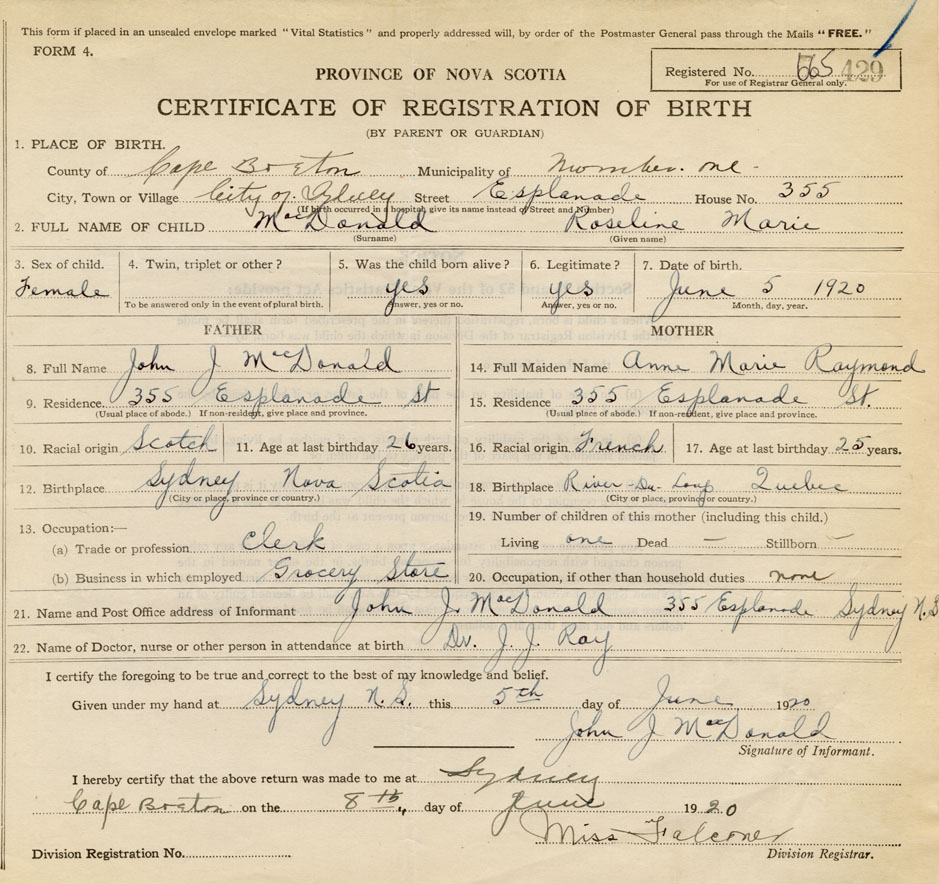 This form if placed in an unsealed envelope marked "Vital Statistics" and properly addressed will, by order of the Postmaster General pass through the Mails "FREE."
FORM 4.
Registered No. 665 429
For use of Registrar General only.
PROVINCE OF NOVA SCOTIA
CERTIFICATE OF REGISTRATION OF BIRTH
(BY PARENT OR GUARDIAN)
1. PLACE OF BIRTH.
County of Cape Breton Municipality of Number. one
City, Town or Village City of Sydney Street Esplanade House No. 355
(If birth occurred in a hospital, give its name instead of Street and Number)
2. FULL NAME OF CHILD MacDonald Roseline Marie
(Surname) (Given name)
3. Sex of child. 4. Twin, triplet or other? 5. Was the child born alive? 6. Legitimate? 7. Date of birth.
Female yes yes June 5 1920
To be answered only in the event of plural birth. Answer, yes or no. Answer, yes or no. Month, day, year.
FATHER MOTHER
8. Full Name John J MacDonald 14. Full Maiden Name Anne Marie Raymond
9. Residence. 355 Esplanade St 15. Residence 355 Esplanade St.
(Usual place of abode.) If non-resident, give place and province. (Usual place of abode.) If non-resident, give place and province.
10. Racial origin Scotch 11. Age at last birthday 26 years. 16. Racial origin French 17. Age at last birthday 25 years.
12. Birthplace Sydney Nova Scotia 18. Birthplace River-Du-Loup Quebec
(City or place, province or country.) (City or place, province or country.)
13. Occupation:— 19. Number of children of this mother (including this child.)
(a) Trade or profession Clerk Living one Dead — Stillborn —
(b) Business in which employed Grocery Store 20. Occupation, if other than household duties none
21. Name and Post Office address of Informant John J. MacDonald 355 Esplanade Sydney N.S
22. Name of Doctor, nurse or other person in attendance at birth Dr. J. J. Roy
I certify the foregoing to be true and correct to the best of my knowledge and belief.
Given under my hand at Sydney N.S. this 5th day of June 1920
John J MacDonald
Signature of Informant.
I hereby certify that the above return was made to me at Sydney
Cape Breton on the 8th, day of June 1920
Miss Falconer
Division Registration No. Division Registrar.